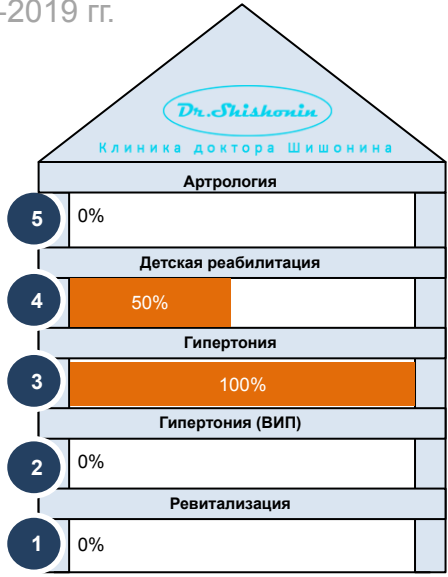 -2019 гг.
Dr.Shishonin
Клиника доктора Шишонина
Артрология
5
0%
Детская реабилитация
4
50%
Гипертония
3
100%
Гипертония (ВИП)
2
0%
Ревитализация
1
0%